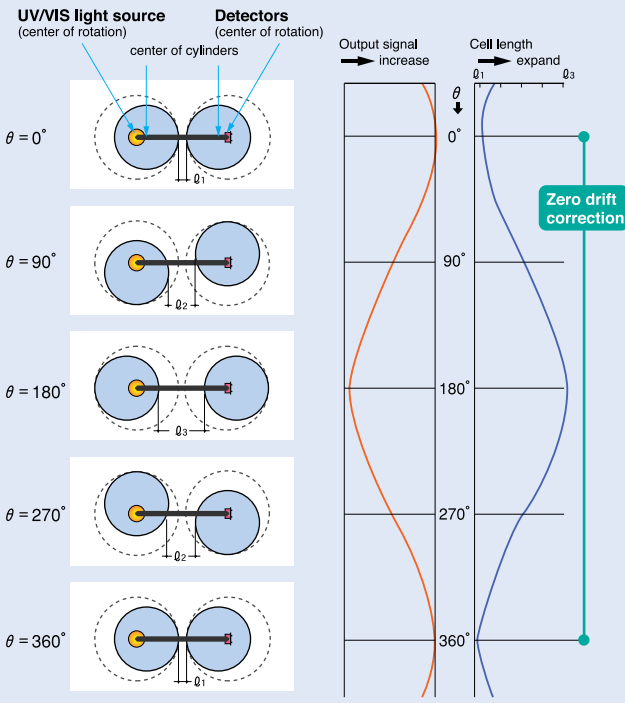 UV/VIS light source
(center of rotation)
Detectors
(center of rotation)
center of cylinders
Output signal
increase
Cell length
expand
ℓ1
ℓ3
θ
θ = 0°
ℓ1
0°
Zero drift
correction
θ = 90°
ℓ2
90°
θ = 180°
ℓ3
180°
θ = 270°
ℓ2
270°
θ = 360°
ℓ1
360°